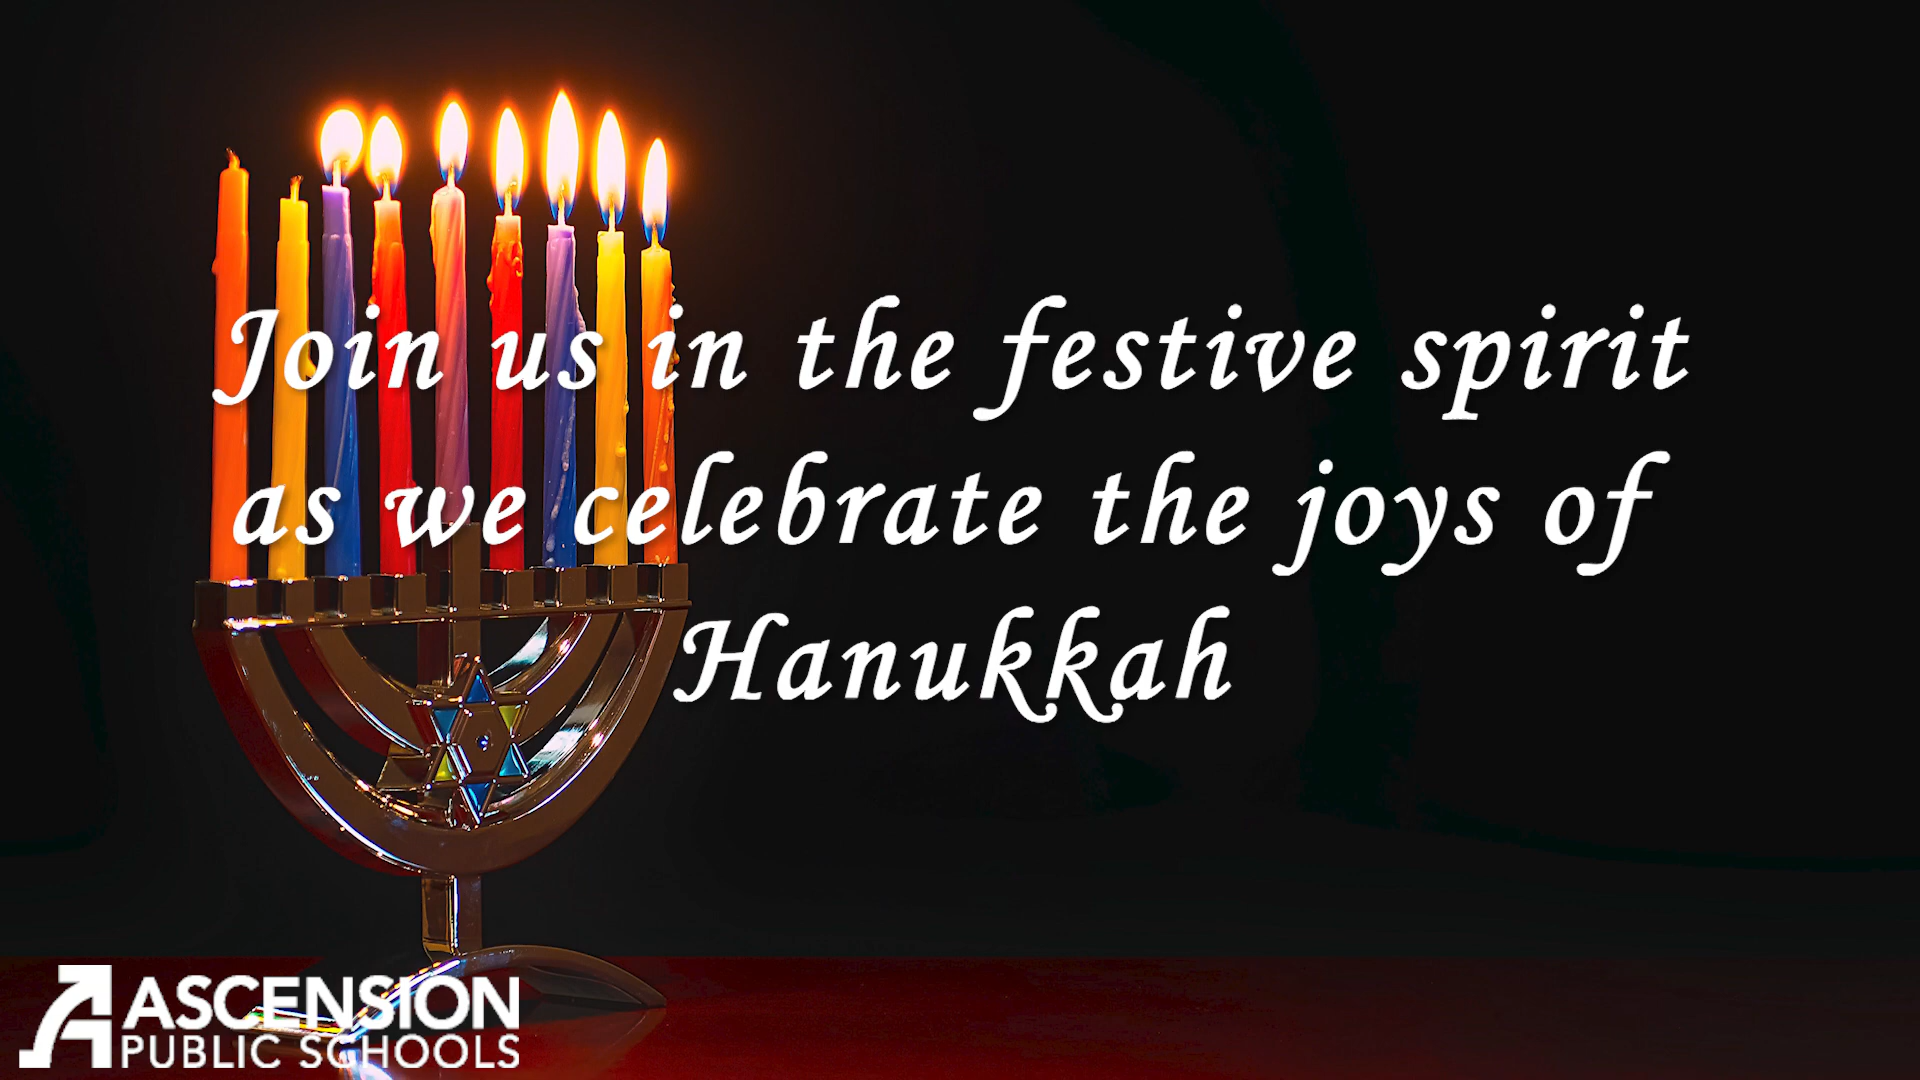 Join us in the festive spirit
as we celebrate the joys of
Hanukkah
ASCENSION
PUBLIC SCHOOLS